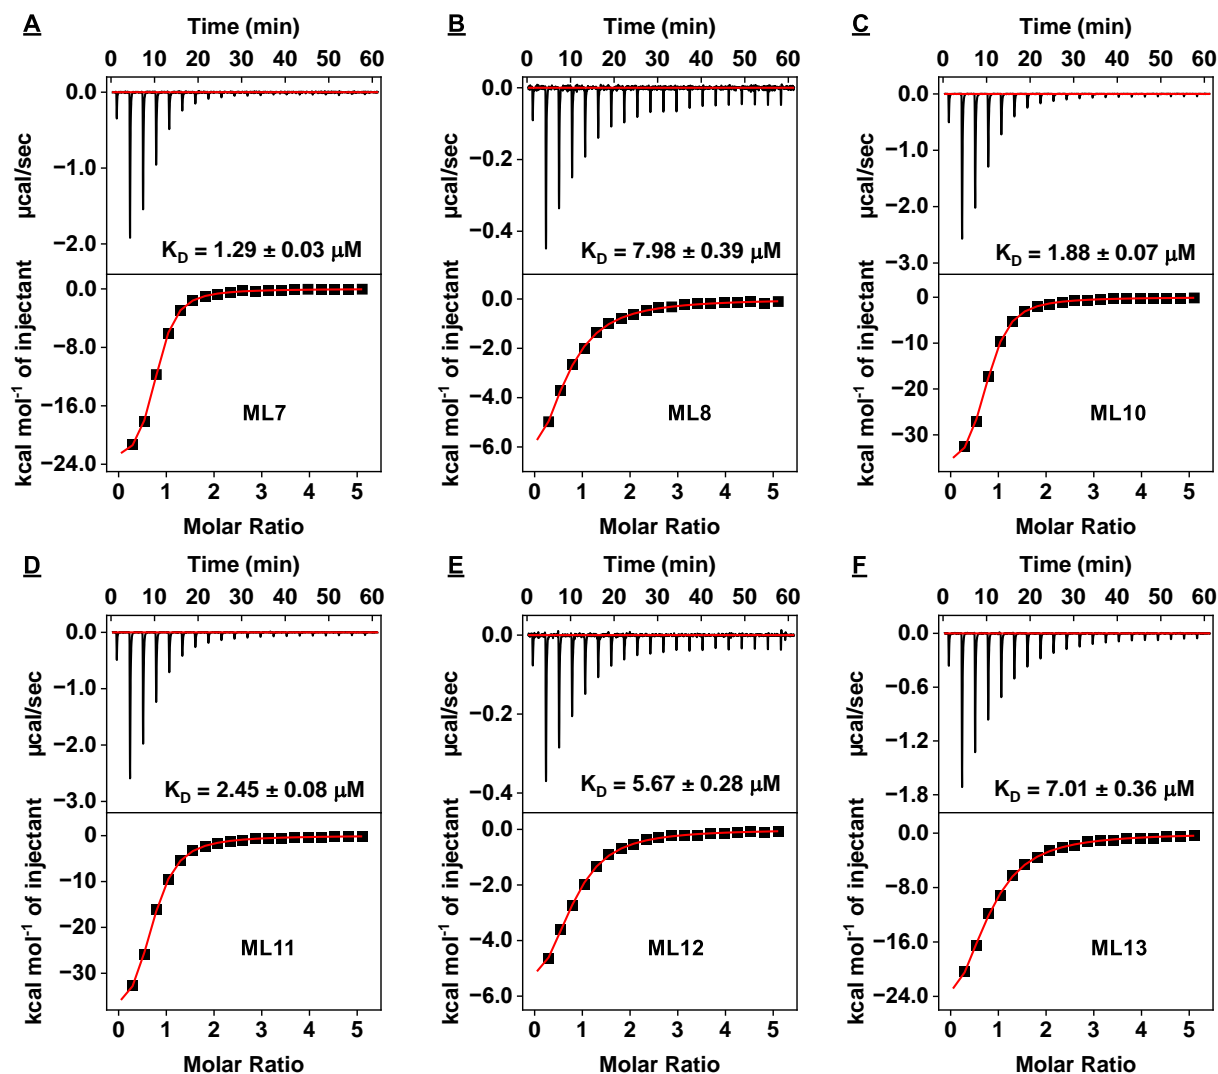 A
Time (min)
0 10 20 30 40 50 60
0.0
−1.0
−2.0
µcal/sec
K_D = 1.29 ± 0.03 µM
0.0
−8.0
−16.0
−24.0
kcal mol⁻¹ of injectant
ML7
0 1 2 3 4 5
Molar Ratio
B
Time (min)
0 10 20 30 40 50 60
0.0
−0.2
−0.4
µcal/sec
K_D = 7.98 ± 0.39 µM
0.0
−2.0
−4.0
−6.0
kcal mol⁻¹ of injectant
ML8
0 1 2 3 4 5
Molar Ratio
C
Time (min)
0 10 20 30 40 50 60
0.0
−1.0
−2.0
−3.0
µcal/sec
K_D = 1.88 ± 0.07 µM
0
−10
−20
−30
kcal mol⁻¹ of injectant
ML10
0 1 2 3 4 5
Molar Ratio
D
Time (min)
0 10 20 30 40 50 60
0.0
−1.0
−2.0
−3.0
µcal/sec
K_D = 2.45 ± 0.08 µM
0
−10
−20
−30
kcal mol⁻¹ of injectant
ML11
0 1 2 3 4 5
Molar Ratio
E
Time (min)
0 10 20 30 40 50 60
0.0
−0.2
−0.4
µcal/sec
K_D = 5.67 ± 0.28 µM
0.0
−2.0
−4.0
−6.0
kcal mol⁻¹ of injectant
ML12
0 1 2 3 4 5
Molar Ratio
F
Time (min)
0 10 20 30 40 50 60
0.0
−0.6
−1.2
−1.8
µcal/sec
K_D = 7.01 ± 0.36 µM
0.0
−8.0
−16.0
−24.0
kcal mol⁻¹ of injectant
ML13
0 1 2 3 4 5
Molar Ratio